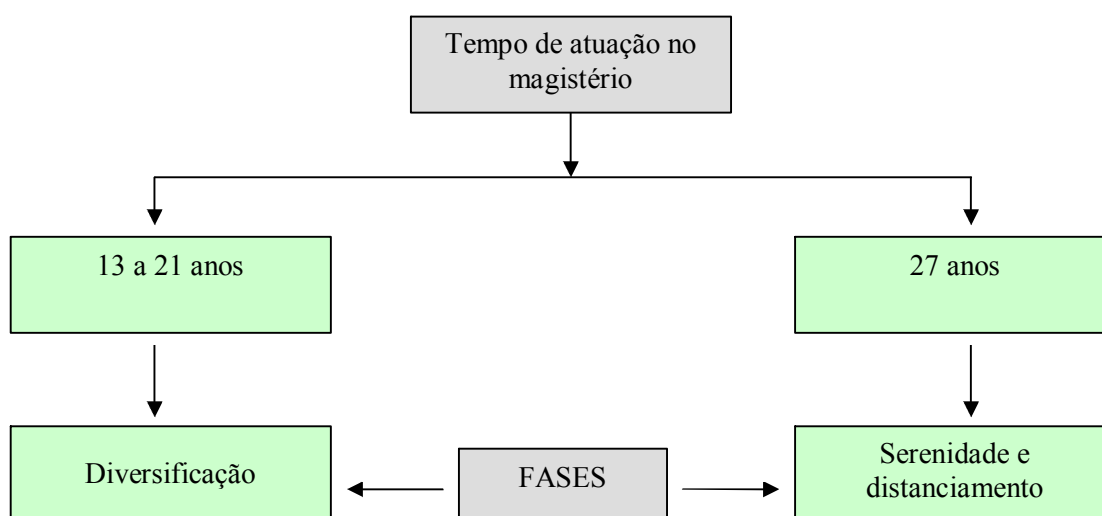 Tempo de atuação no
magistério
13 a 21 anos
27 anos
Diversificação
FASES
Serenidade e
distanciamento